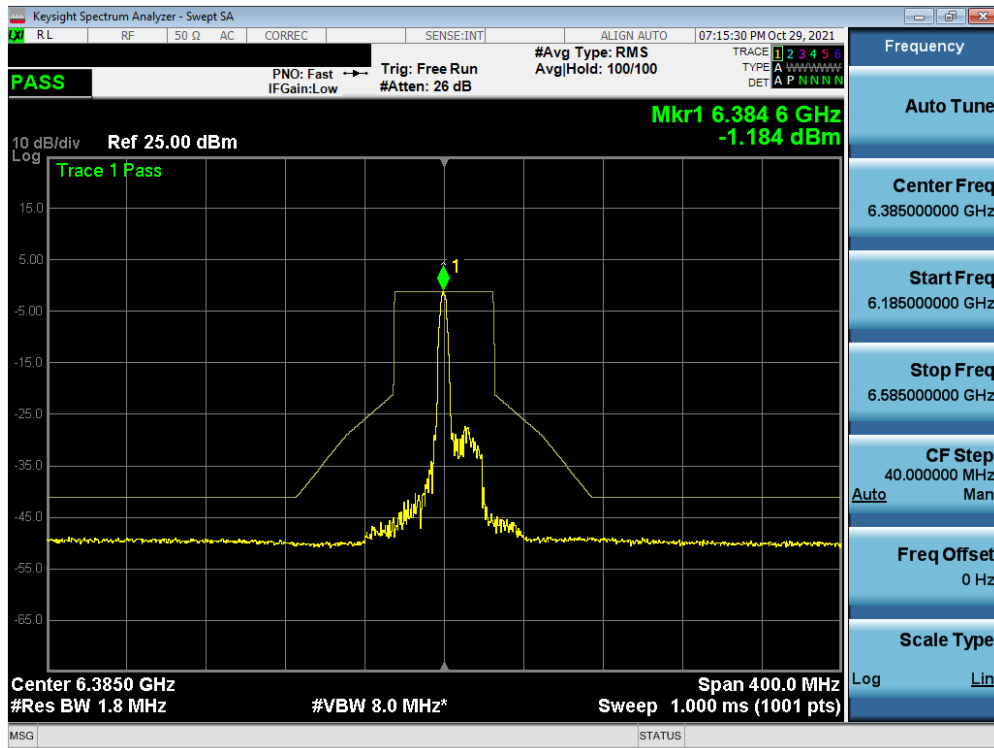 Keysight Spectrum Analyzer - Swept SA
LXI RL RF 50 Ω AC CORREC SENSE:INT ALIGN AUTO 07:15:30 PM Oct 29, 2021
Frequency
PASS
PNO: Fast
IFGain:Low
Trig: Free Run
#Atten: 26 dB
#Avg Type: RMS
Avg|Hold: 100/100
TRACE 1 2 3 4 5 6
TYPE A WWWWW
DET A P N N N N
Auto Tune
Mkr1 6.384 6 GHz
-1.184 dBm
10 dB/div Ref 25.00 dBm
Log
Trace 1 Pass
15.0
5.00
-5.00
-15.0
-25.0
-35.0
-45.0
-55.0
-65.0
1
Center Freq
6.385000000 GHz
Start Freq
6.185000000 GHz
Stop Freq
6.585000000 GHz
CF Step
40.000000 MHz
Auto Man
Freq Offset
0 Hz
Scale Type
Log Lin
Center 6.3850 GHz Span 400.0 MHz
#Res BW 1.8 MHz #VBW 8.0 MHz* Sweep 1.000 ms (1001 pts)
MSG STATUS